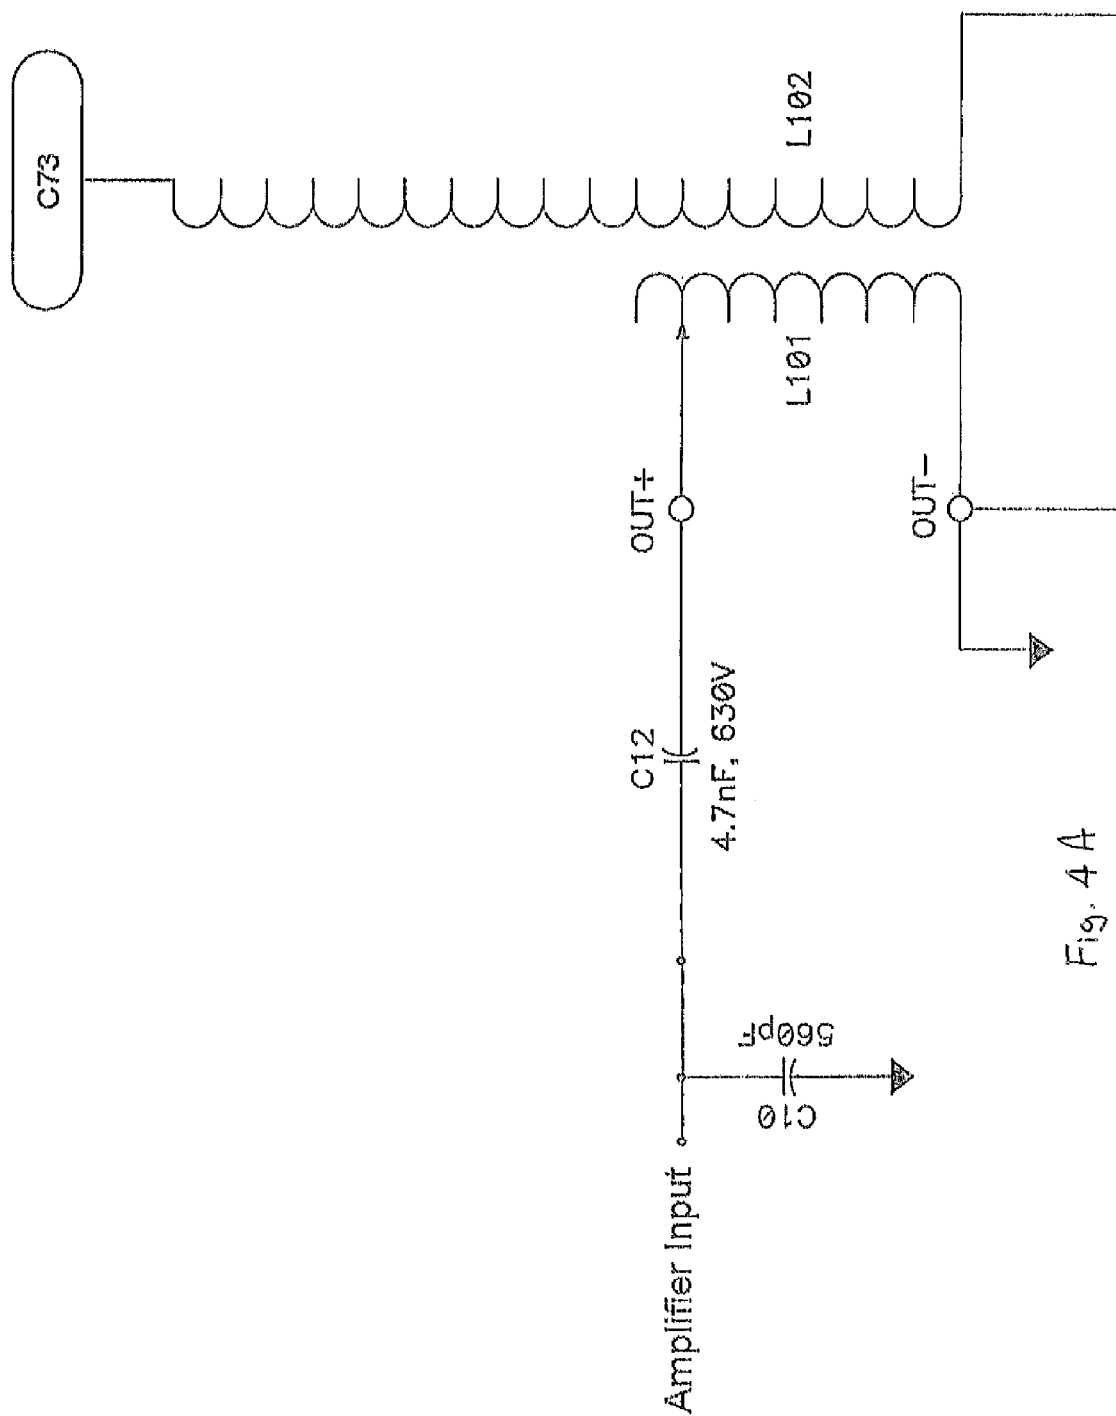 C73
L102
L101
OUT+
OUT-
C12
4.7nF, 630V
C10
560pF
Amplifier Input
Fig. 4A